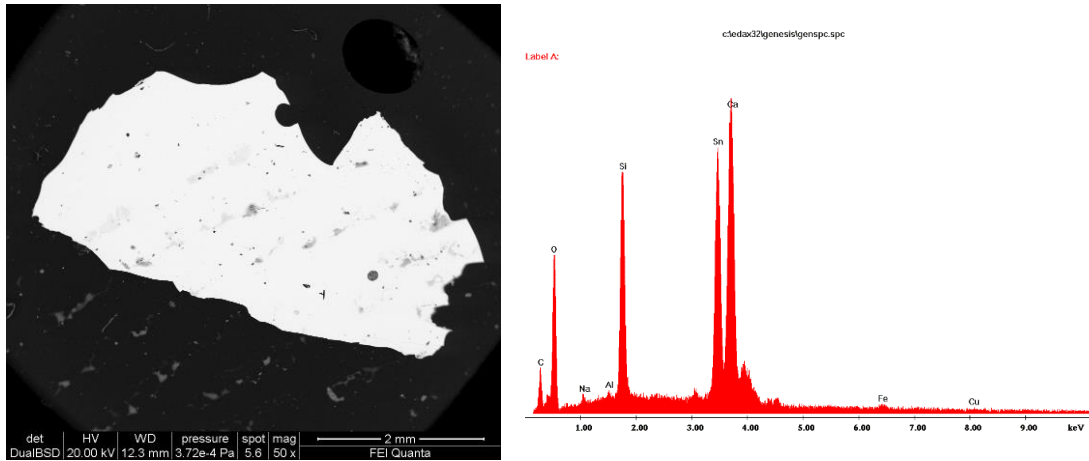 det HV WD pressure spot mag 2 mm
DualBSD 20.00 kV 12.3 mm 3.72e-4 Pa 5.6 50 x FEI Quanta
c:\edax32\genesis\genspc.spc
Label A:
Ca
Sn
Si
O
C
Na Al Fe Cu
1.00 2.00 3.00 4.00 5.00 6.00 7.00 8.00 9.00 keV